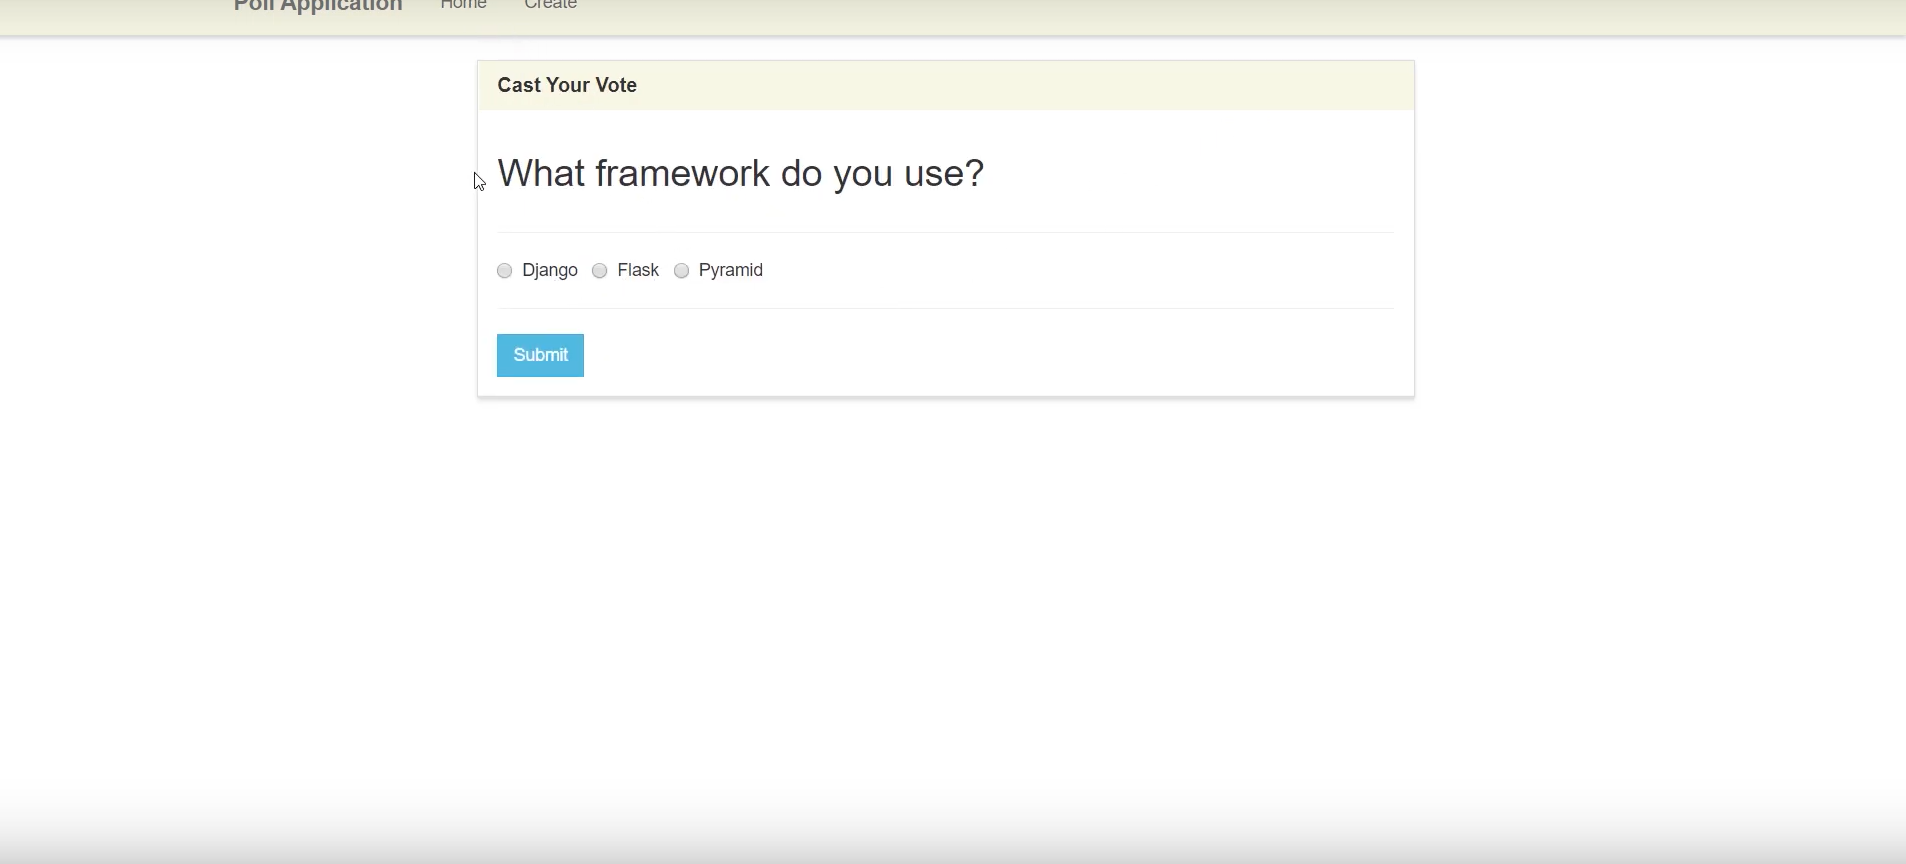 Poll Application Home Create
Cast Your Vote
What framework do you use?
Django Flask Pyramid
Submit